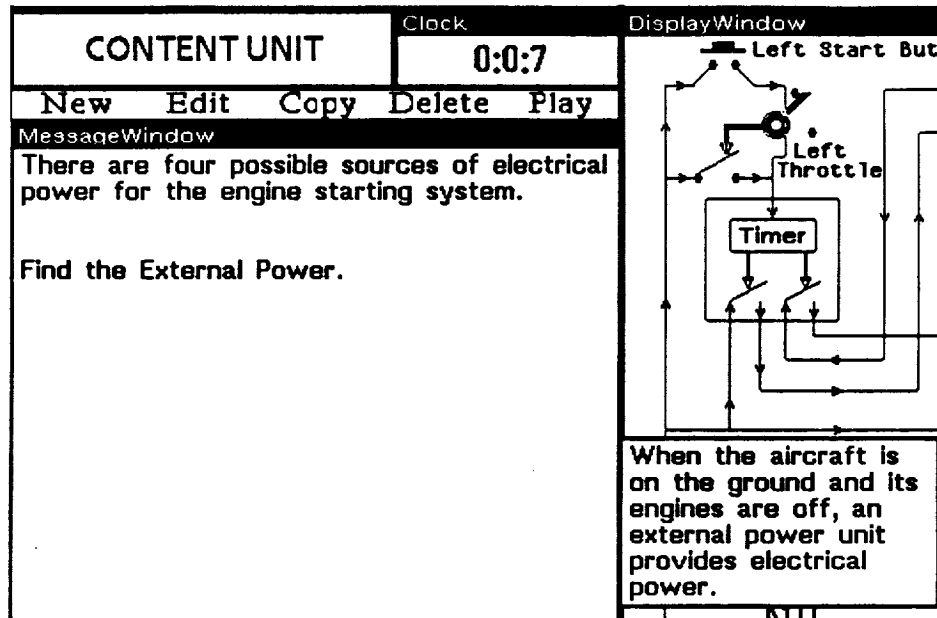 CONTENT UNIT
Clock
0:0:7
New Edit Copy Delete Play
MessageWindow
There are four possible sources of electrical
power for the engine starting system.
Find the External Power.
DisplayWindow
Left Start But
Left
Throttle
Timer
When the aircraft is
on the ground and its
engines are off, an
external power unit
provides electrical
power.